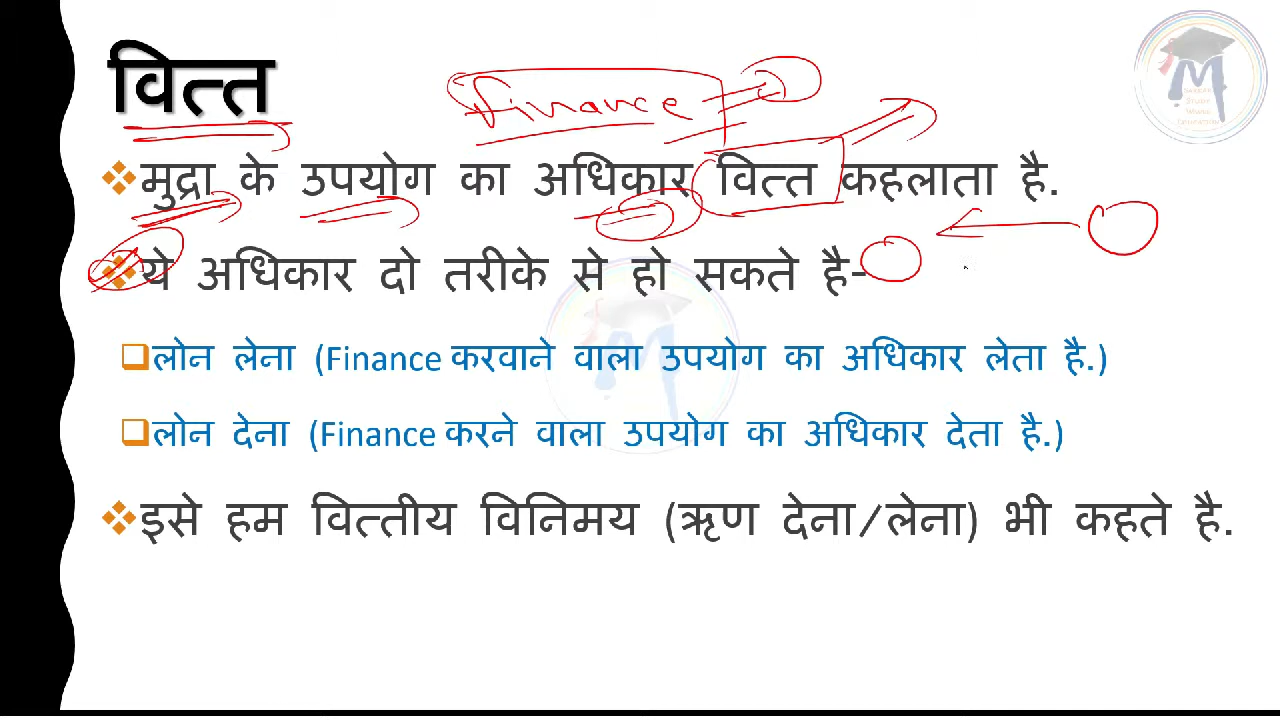 वित्त
Finance
❖मुद्रा के उपयोग का अधिकार वित्त कहलाता है.
❖ये अधिकार दो तरीके से हो सकते है-
❑लोन लेना (Finance करवाने वाला उपयोग का अधिकार लेता है.)
❑लोन देना (Finance करने वाला उपयोग का अधिकार देता है.)
❖इसे हम वित्तीय विनिमय (ऋण देना/लेना) भी कहते है.